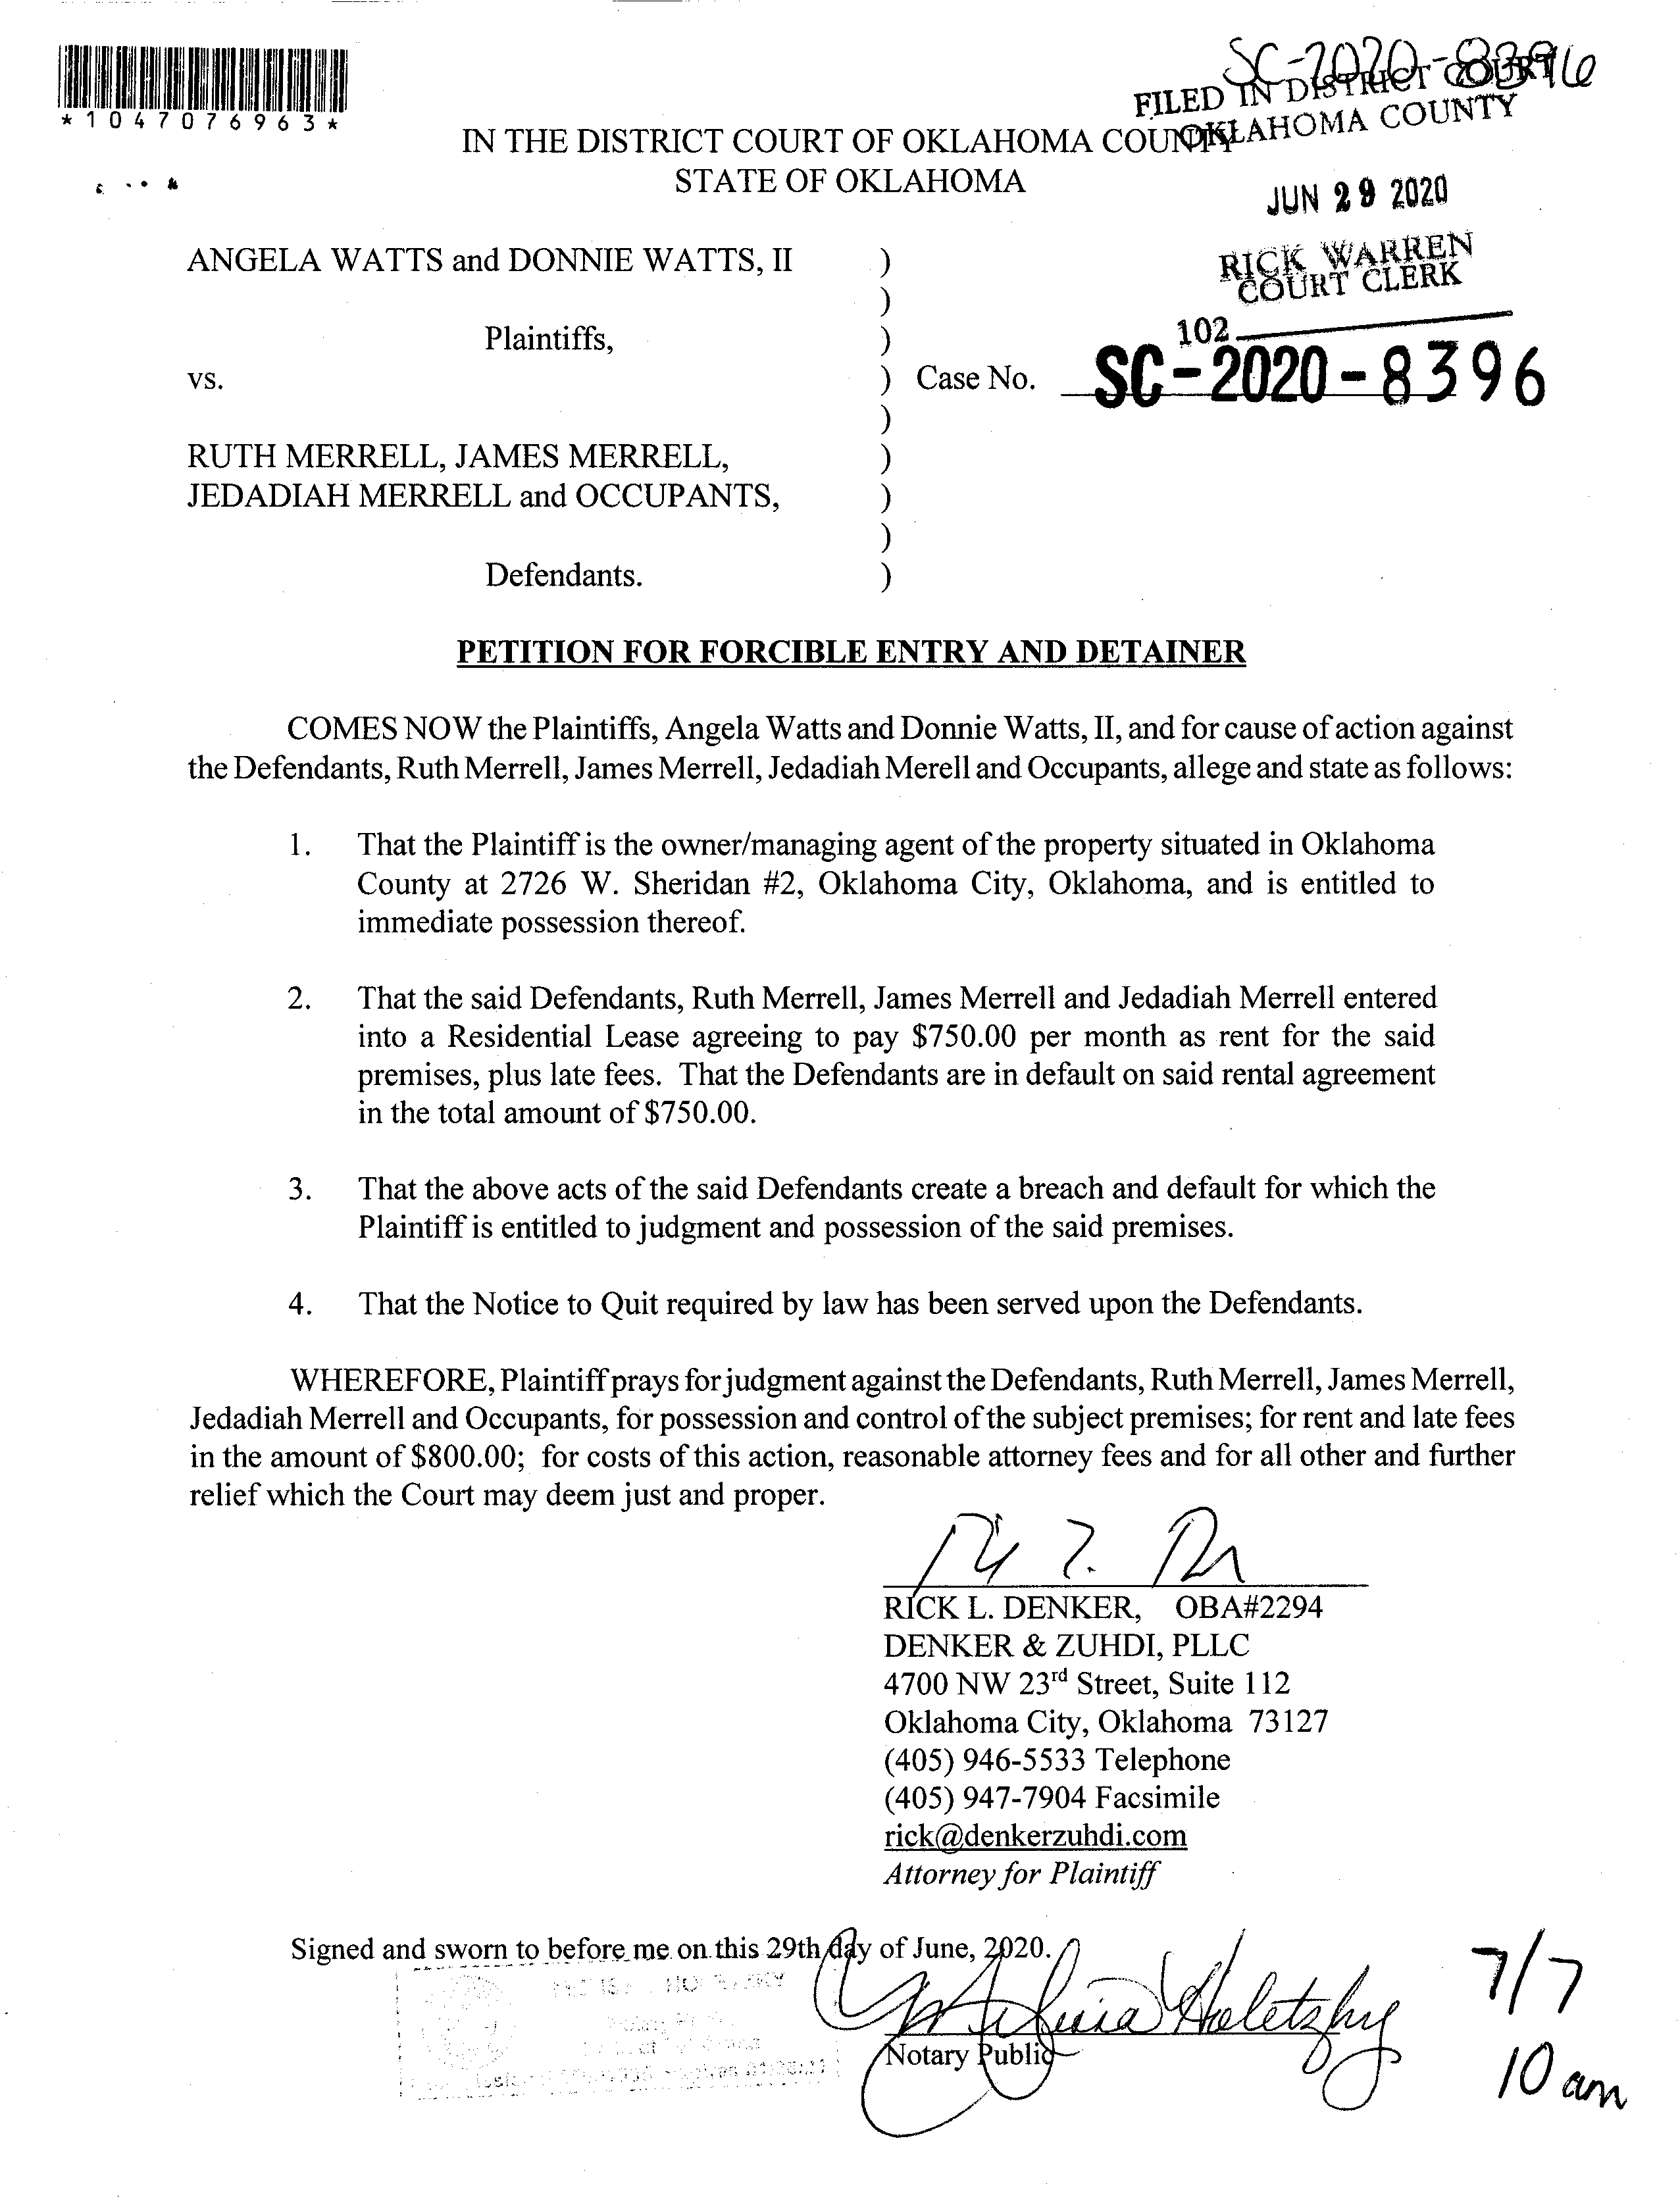 SC-2020-8396
FILED IN DISTRICT COURT
OKLAHOMA COUNTY
*1047076963*
IN THE DISTRICT COURT OF OKLAHOMA COUNTY
STATE OF OKLAHOMA
JUN 29 2020
RICK WARREN
COURT CLERK
102
ANGELA WATTS and DONNIE WATTS, II )
)
Plaintiffs, )
vs. ) Case No. SC-2020-8396
)
RUTH MERRELL, JAMES MERRELL, )
JEDADIAH MERRELL and OCCUPANTS, )
)
Defendants. )
PETITION FOR FORCIBLE ENTRY AND DETAINER
COMES NOW the Plaintiffs, Angela Watts and Donnie Watts, II, and for cause of action against
the Defendants, Ruth Merrell, James Merrell, Jedadiah Merell and Occupants, allege and state as follows:
1. That the Plaintiff is the owner/managing agent of the property situated in Oklahoma
County at 2726 W. Sheridan #2, Oklahoma City, Oklahoma, and is entitled to
immediate possession thereof.
2. That the said Defendants, Ruth Merrell, James Merrell and Jedadiah Merrell entered
into a Residential Lease agreeing to pay $750.00 per month as rent for the said
premises, plus late fees. That the Defendants are in default on said rental agreement
in the total amount of $750.00.
3. That the above acts of the said Defendants create a breach and default for which the
Plaintiff is entitled to judgment and possession of the said premises.
4. That the Notice to Quit required by law has been served upon the Defendants.
WHEREFORE, Plaintiff prays for judgment against the Defendants, Ruth Merrell, James Merrell,
Jedadiah Merrell and Occupants, for possession and control of the subject premises; for rent and late fees
in the amount of $800.00; for costs of this action, reasonable attorney fees and for all other and further
relief which the Court may deem just and proper.
RICK L. DENKER, OBA#2294
DENKER & ZUHDI, PLLC
4700 NW 23rd Street, Suite 112
Oklahoma City, Oklahoma 73127
(405) 946-5533 Telephone
(405) 947-7904 Facsimile
rick@denkerzuhdi.com
Attorney for Plaintiff
Signed and sworn to before me on this 29th day of June, 2020.
Notary Public
7/7
10 am